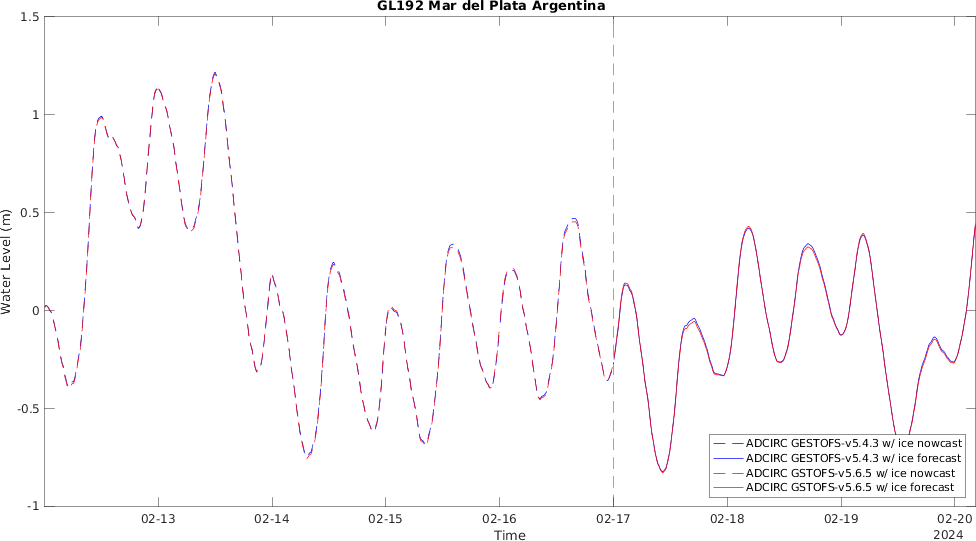 GL192 Mar del Plata Argentina
1.5
1
0.5
0
-0.5
-1
Water Level (m)
ADCIRC GESTOFS-v5.4.3 w/ ice nowcast
ADCIRC GESTOFS-v5.4.3 w/ ice forecast
ADCIRC GSTOFS-v5.6.5 w/ ice nowcast
ADCIRC GSTOFS-v5.6.5 w/ ice forecast
02-13 02-14 02-15 02-16 02-17 02-18 02-19 02-20
Time
2024